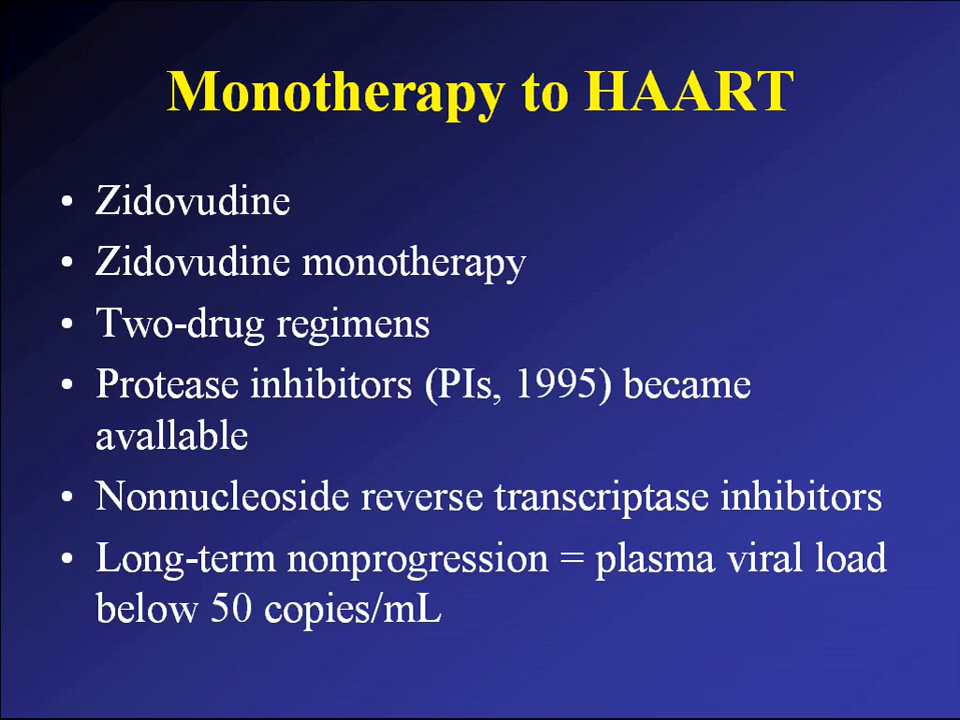 Monotherapy to HAART
• Zidovudine
• Zidovudine monotherapy
• Two-drug regimens
• Protease inhibitors (PIs, 1995) became
avallable
• Nonnucleoside reverse transcriptase inhibitors
• Long-term nonprogression = plasma viral load
below 50 copies/mL